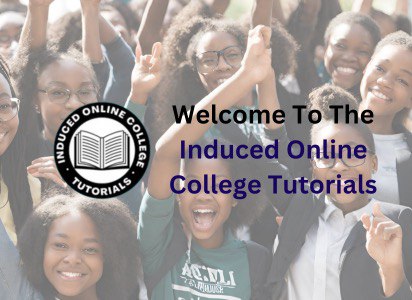 INDUCED ONLINE COLLEGE
TUTORIALS
Welcome To The
Induced Online
College Tutorials